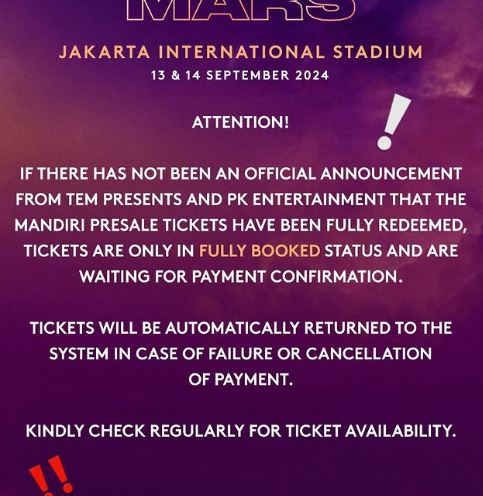 MARS
JAKARTA INTERNATIONAL STADIUM
13 & 14 SEPTEMBER 2024
ATTENTION!
!
IF THERE HAS NOT BEEN AN OFFICIAL ANNOUNCEMENT
FROM TEM PRESENTS AND PK ENTERTAINMENT THAT THE
MANDIRI PRESALE TICKETS HAVE BEEN FULLY REDEEMED,
TICKETS ARE ONLY IN FULLY BOOKED STATUS AND ARE
WAITING FOR PAYMENT CONFIRMATION.
TICKETS WILL BE AUTOMATICALLY RETURNED TO THE
SYSTEM IN CASE OF FAILURE OR CANCELLATION
OF PAYMENT.
KINDLY CHECK REGULARLY FOR TICKET AVAILABILITY.
!!